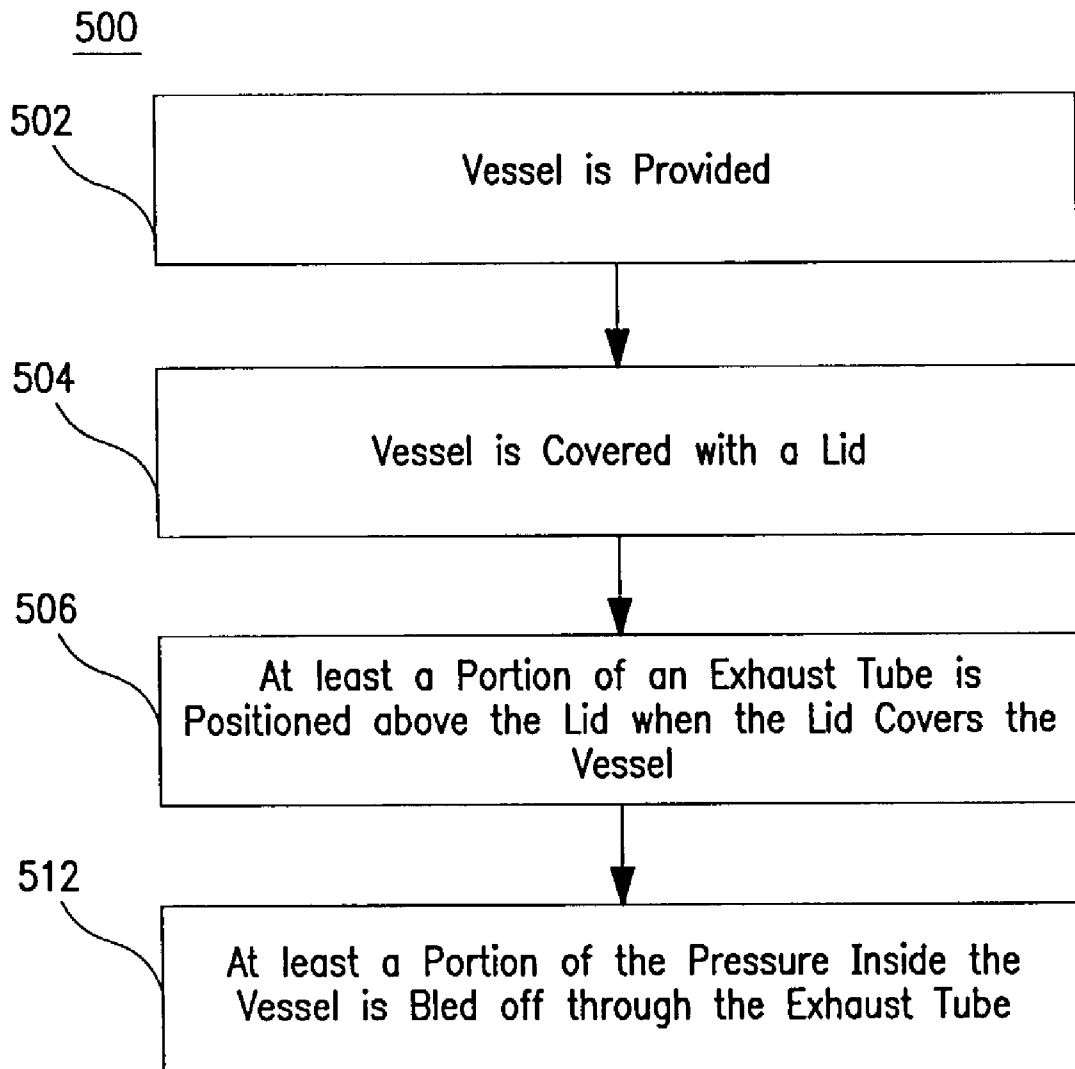 500
502
Vessel is Provided
504
Vessel is Covered with a Lid
506
At least a Portion of an Exhaust Tube is
Positioned above the Lid when the Lid Covers the
Vessel
512
At least a Portion of the Pressure Inside the
Vessel is Bled off through the Exhaust Tube